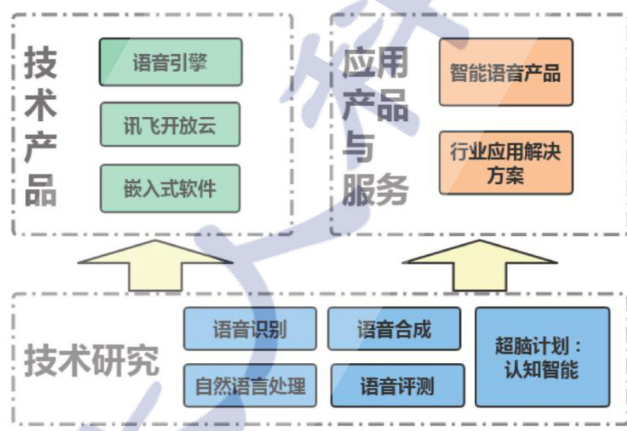 技术产品
语音引擎
讯飞开放云
嵌入式软件
应用
产品
与
服务
智能语音产品
行业应用解决
方案
技术研究
语音识别
语音合成
自然语言处理
语音评测
超脑计划：
认知智能